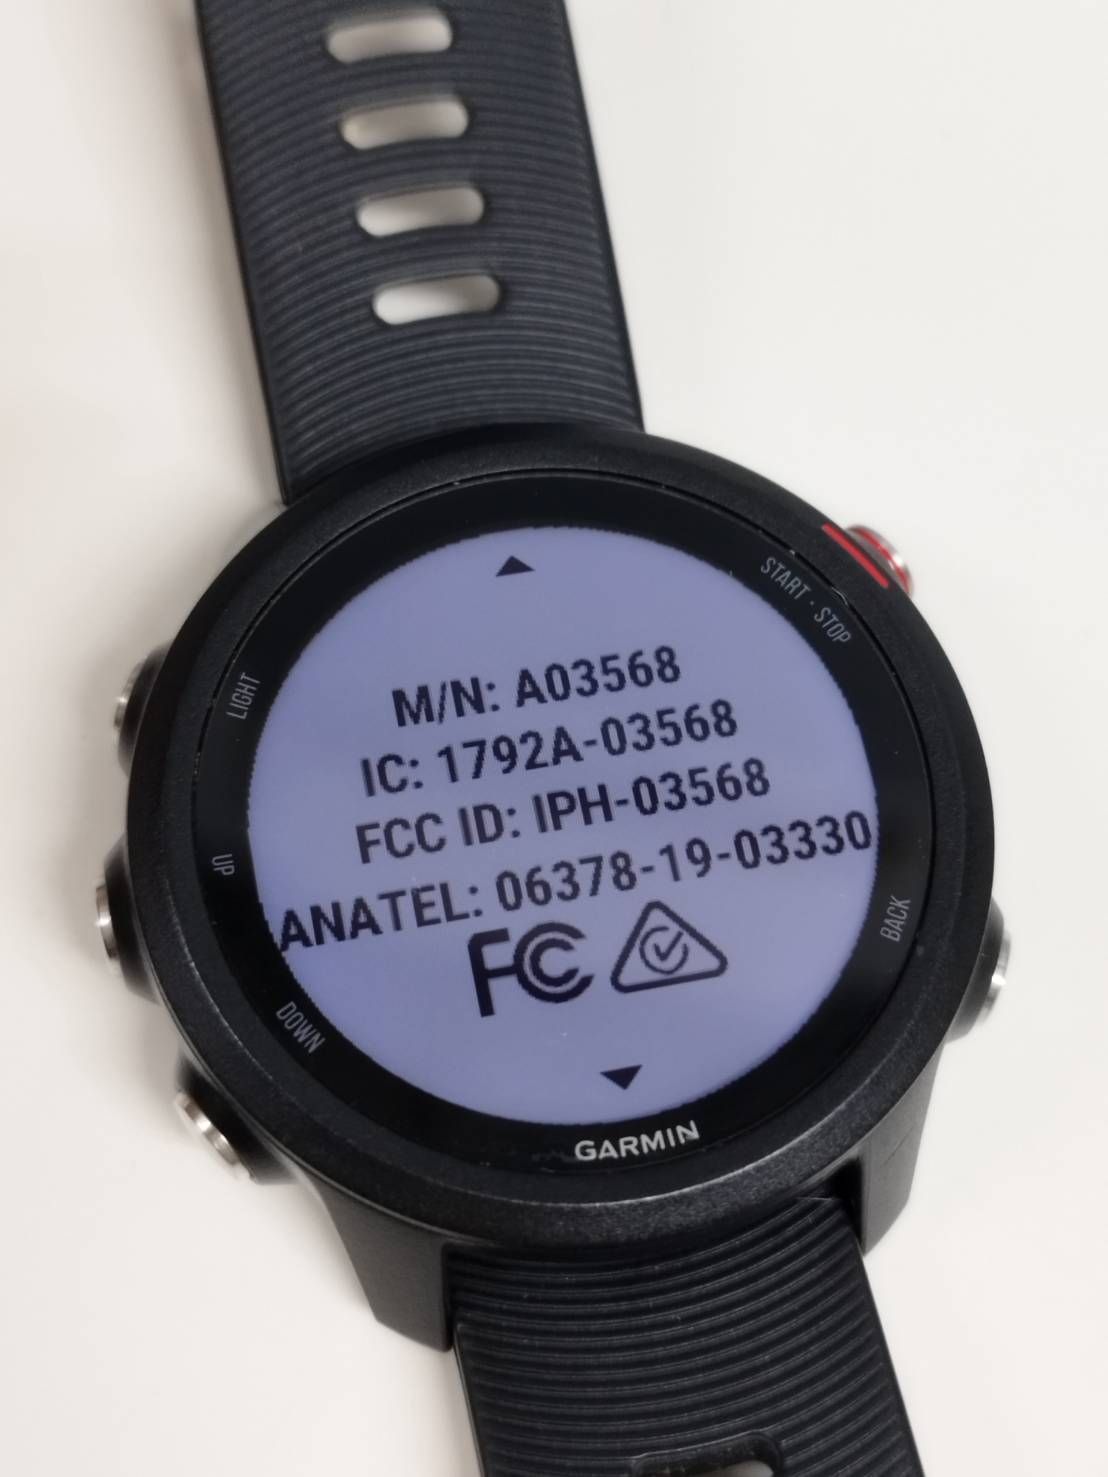 START · STOP
LIGHT
M/N: A03568
IC: 1792A-03568
FCC ID: IPH-03568
UP
ANATEL: 06378-19-03330
BACK
FC
DOWN
GARMIN